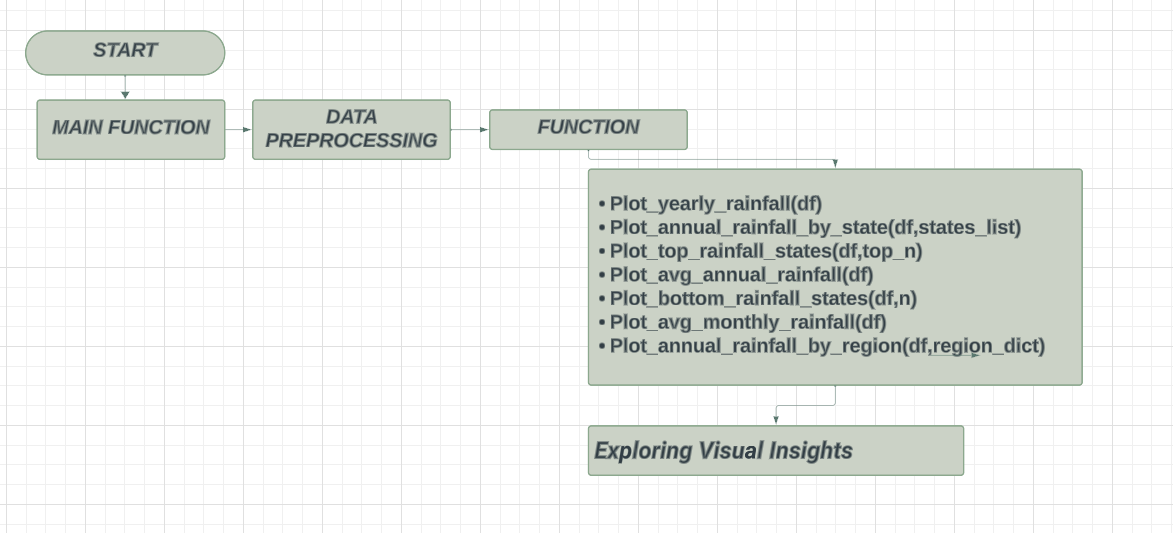 START
MAIN FUNCTION
DATA
PREPROCESSING
FUNCTION
• Plot_yearly_rainfall(df)
• Plot_annual_rainfall_by_state(df,states_list)
• Plot_top_rainfall_states(df,top_n)
• Plot_avg_annual_rainfall(df)
• Plot_bottom_rainfall_states(df,n)
• Plot_avg_monthly_rainfall(df)
• Plot_annual_rainfall_by_region(df,region_dict)
Exploring Visual Insights